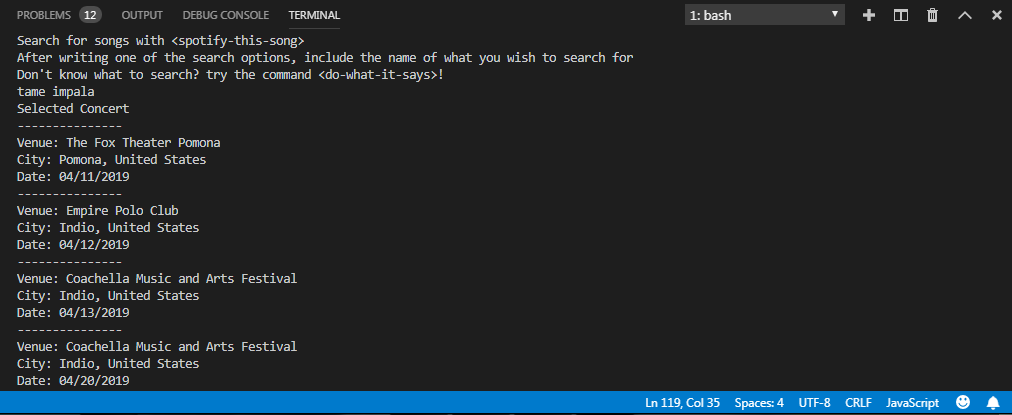 PROBLEMS 12 OUTPUT DEBUG CONSOLE TERMINAL 1: bash
Search for songs with <spotify-this-song>
After writing one of the search options, include the name of what you wish to search for
Don't know what to search? try the command <do-what-it-says>!
tame impala
Selected Concert
---------------
Venue: The Fox Theater Pomona
City: Pomona, United States
Date: 04/11/2019
---------------
Venue: Empire Polo Club
City: Indio, United States
Date: 04/12/2019
---------------
Venue: Coachella Music and Arts Festival
City: Indio, United States
Date: 04/13/2019
---------------
Venue: Coachella Music and Arts Festival
City: Indio, United States
Date: 04/20/2019
Ln 119, Col 35 Spaces: 4 UTF-8 CRLF JavaScript